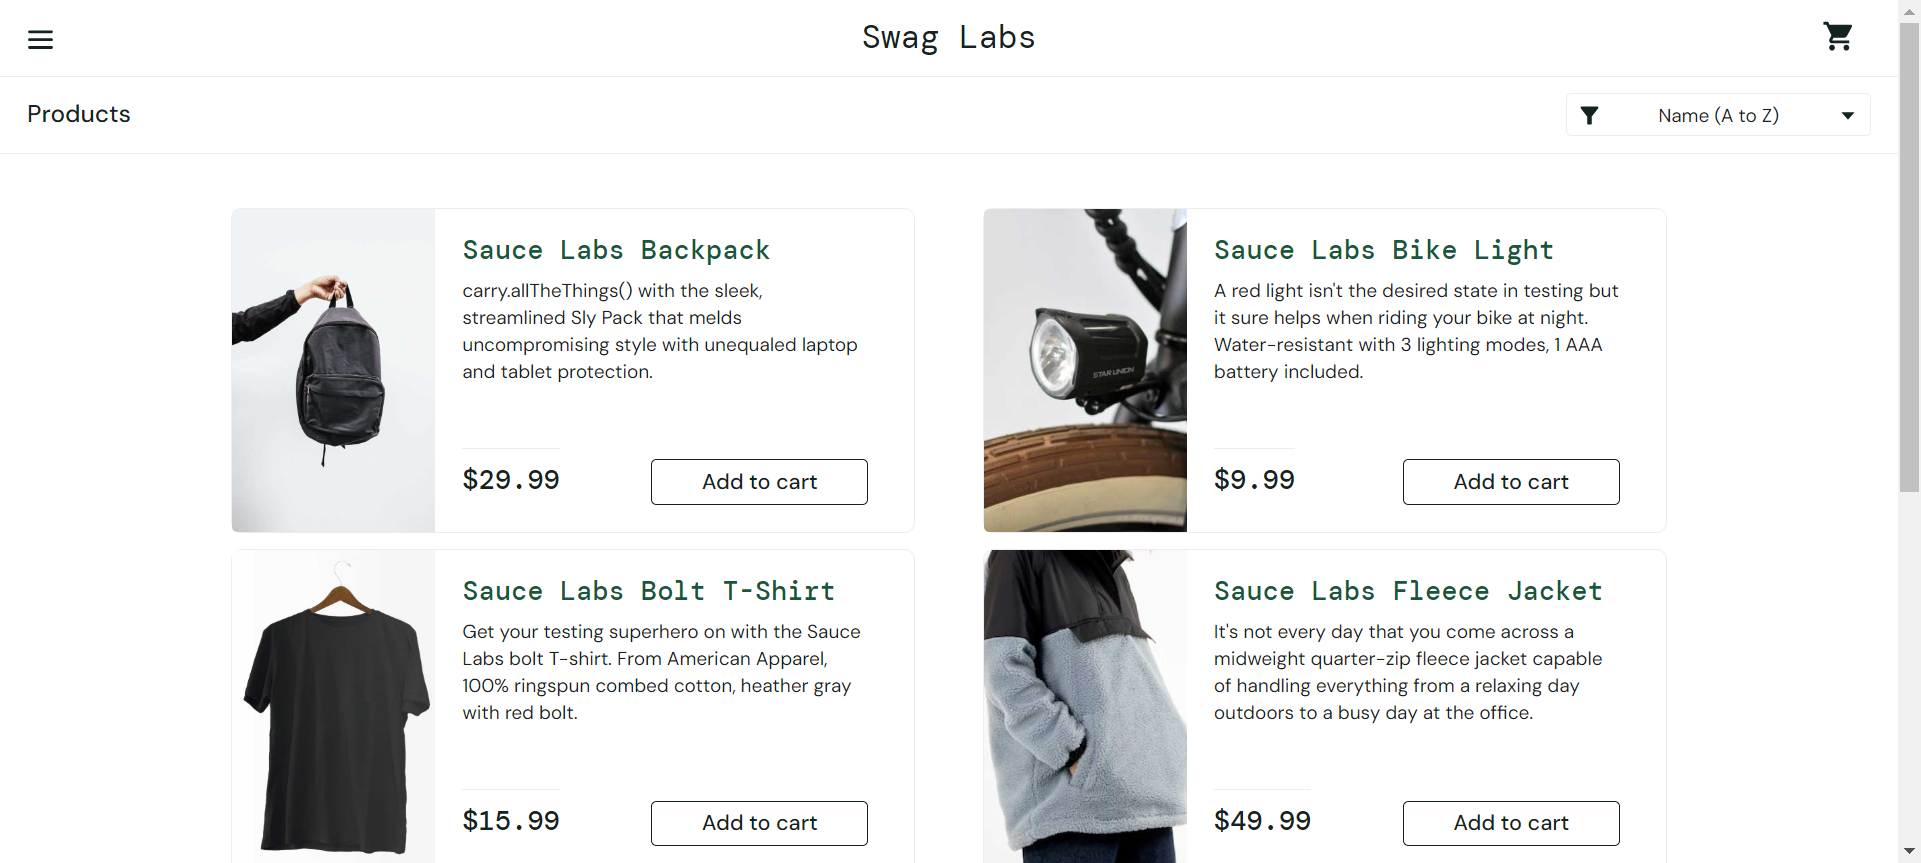 Swag Labs
Products
Name (A to Z)
Sauce Labs Backpack
carry.allTheThings() with the sleek,
streamlined Sly Pack that melds
uncompromising style with unequaled laptop
and tablet protection.
$29.99
Add to cart
Sauce Labs Bike Light
A red light isn't the desired state in testing but
it sure helps when riding your bike at night.
Water-resistant with 3 lighting modes, 1 AAA
battery included.
STAR UNION
$9.99
Add to cart
Sauce Labs Bolt T-Shirt
Get your testing superhero on with the Sauce
Labs bolt T-shirt. From American Apparel,
100% ringspun combed cotton, heather gray
with red bolt.
$15.99
Add to cart
Sauce Labs Fleece Jacket
It's not every day that you come across a
midweight quarter-zip fleece jacket capable
of handling everything from a relaxing day
outdoors to a busy day at the office.
$49.99
Add to cart